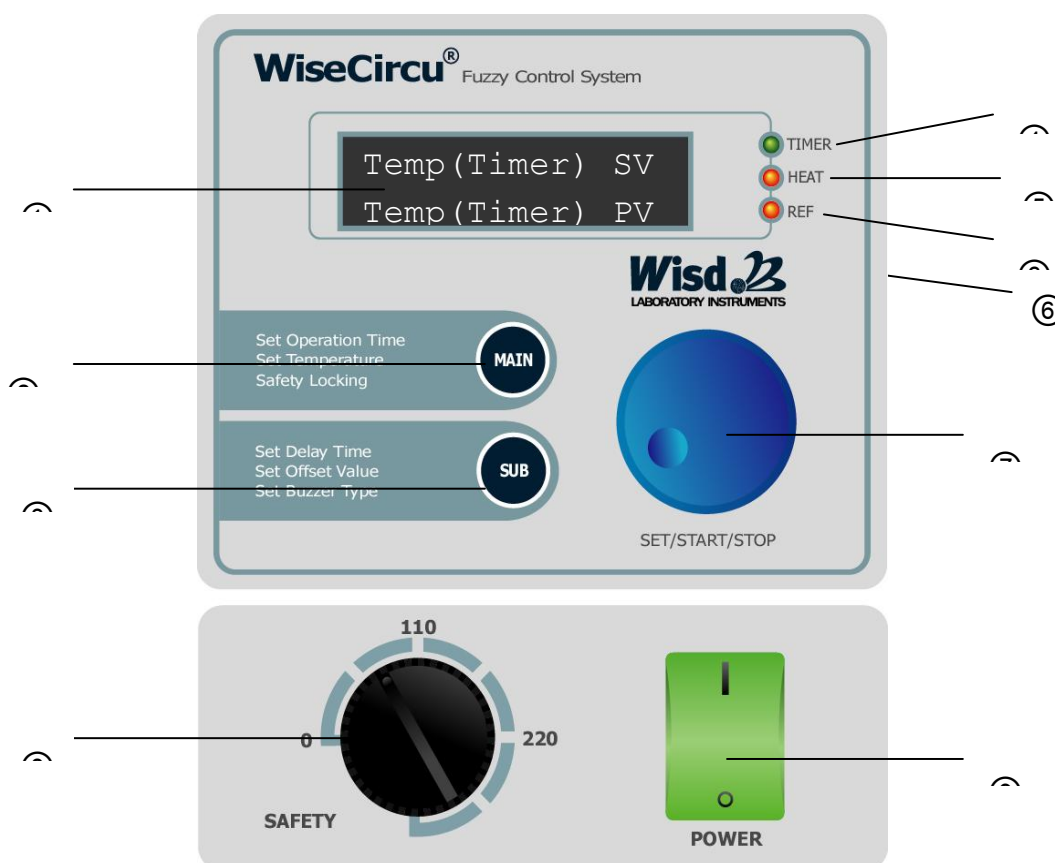 WiseCircu® Fuzzy Control System
Temp(Timer) SV
Temp(Timer) PV
TIMER
HEAT
REF
Wisd
LABORATORY INSTRUMENTS
⑥
Set Operation Time
Set Temperature
Safety Locking
MAIN
Set Delay Time
Set Offset Value
Set Buzzer Type
SUB
SET/START/STOP
110
0
220
SAFETY
POWER